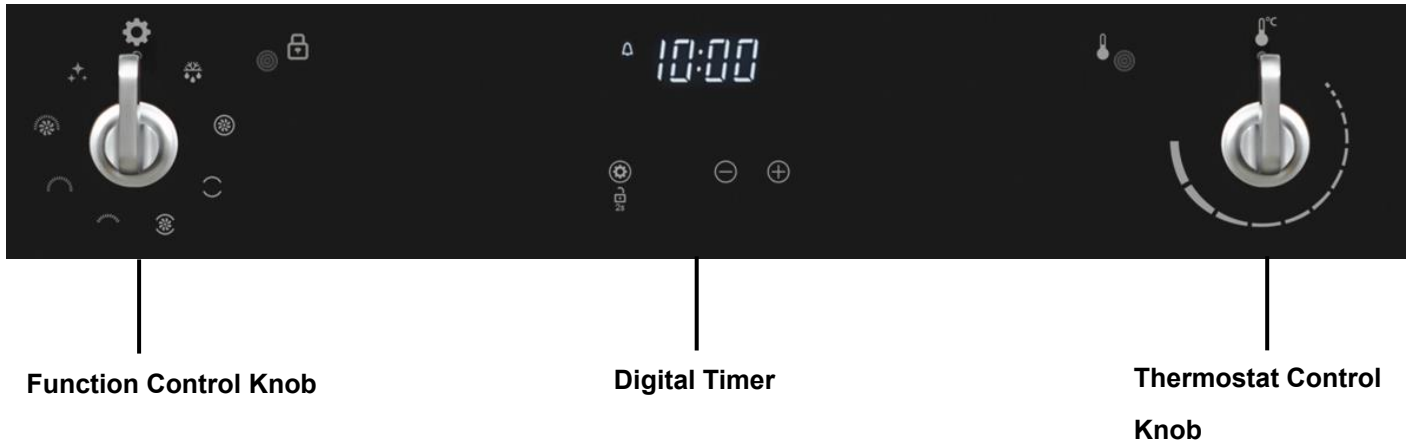 °C
10:00
Function Control Knob
Digital Timer
Thermostat Control
Knob